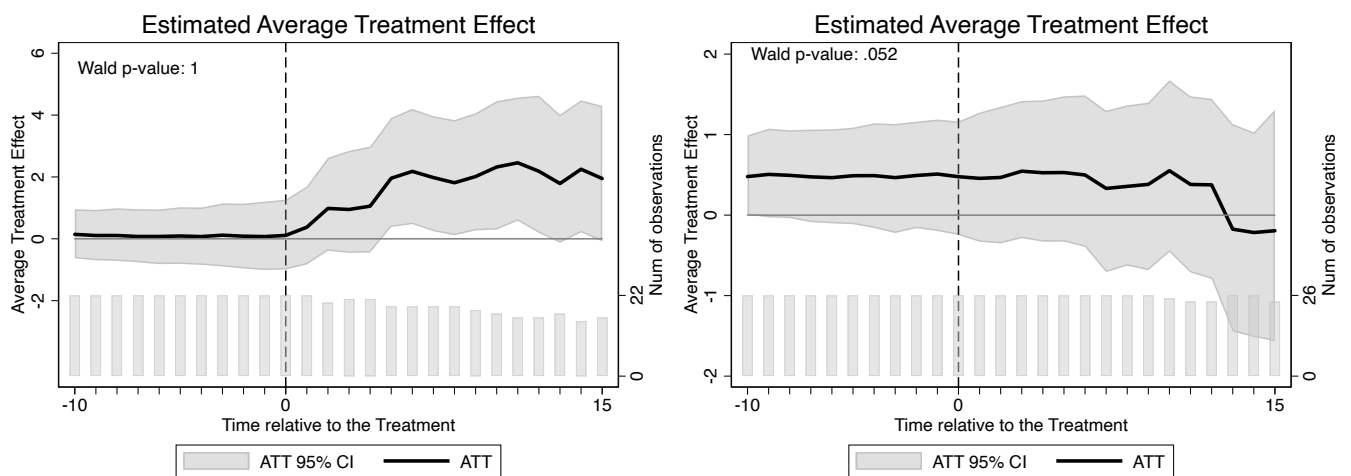 Estimated Average Treatment Effect
Wald p-value: 1
Average Treatment Effect
6
4
2
0
-2
Num of observations
22
0
-10
0
15
Time relative to the Treatment
ATT 95% CI
ATT
Estimated Average Treatment Effect
Wald p-value: .052
Average Treatment Effect
2
1
0
-1
-2
Num of observations
26
0
-10
0
15
Time relative to the Treatment
ATT 95% CI
ATT